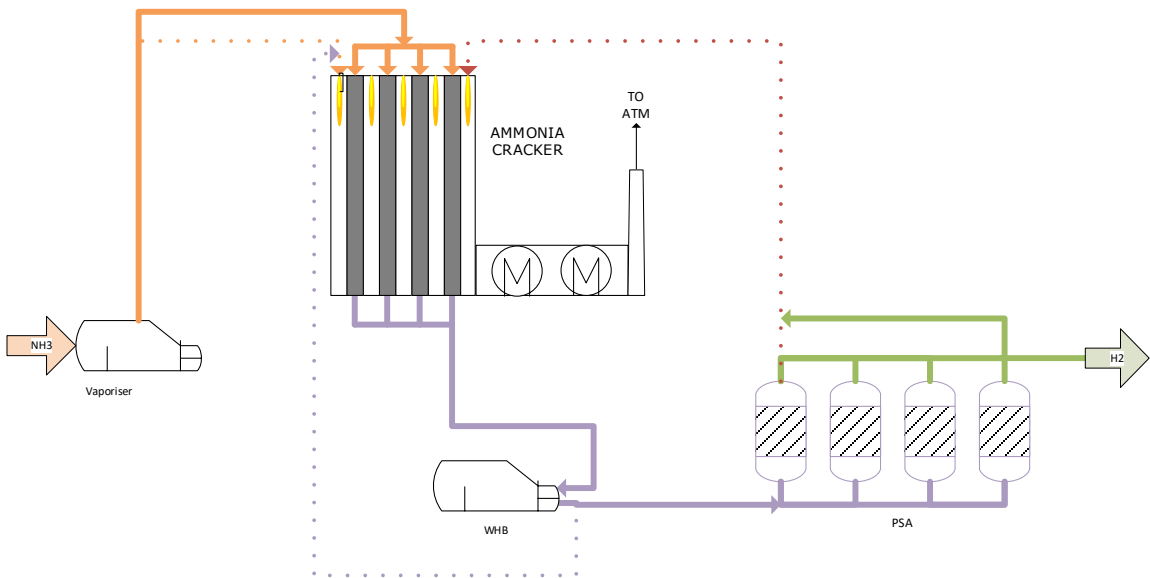 TO
ATM
AMMONIA
CRACKER
NH3
Vaporiser
H2
WHB
PSA